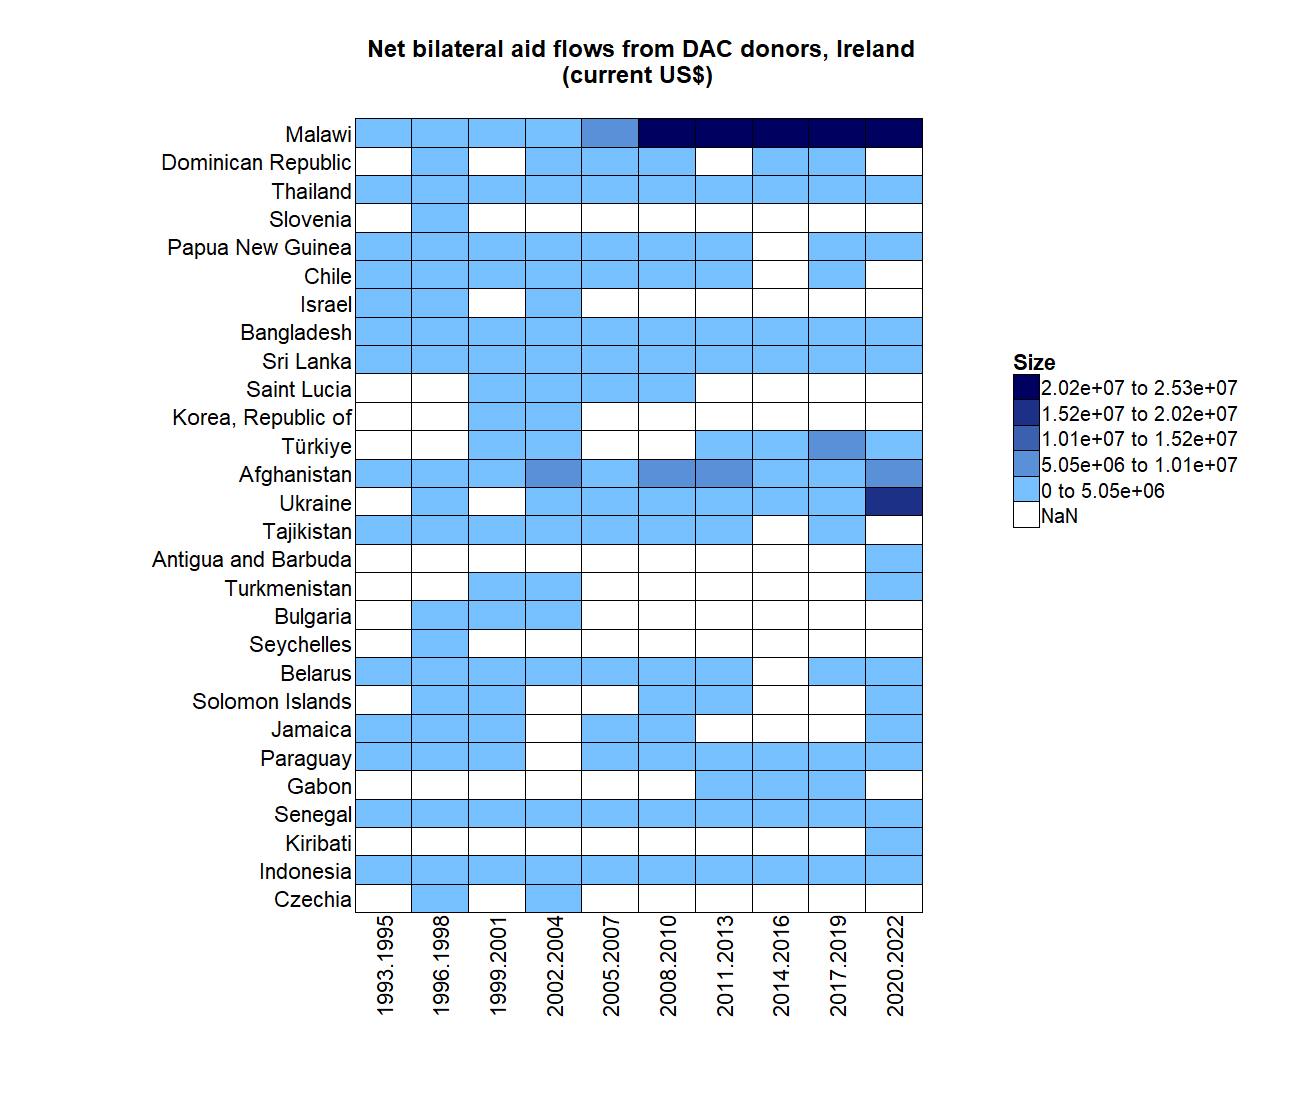 Net bilateral aid flows from DAC donors, Ireland
(current US$)
Malawi
Dominican Republic
Thailand
Slovenia
Papua New Guinea
Chile
Israel
Bangladesh
Sri Lanka
Saint Lucia
Korea, Republic of
Türkiye
Afghanistan
Ukraine
Tajikistan
Antigua and Barbuda
Turkmenistan
Bulgaria
Seychelles
Belarus
Solomon Islands
Jamaica
Paraguay
Gabon
Senegal
Kiribati
Indonesia
Czechia
1993.1995
1996.1998
1999.2001
2002.2004
2005.2007
2008.2010
2011.2013
2014.2016
2017.2019
2020.2022
Size
2.02e+07 to 2.53e+07
1.52e+07 to 2.02e+07
1.01e+07 to 1.52e+07
5.05e+06 to 1.01e+07
0 to 5.05e+06
NaN